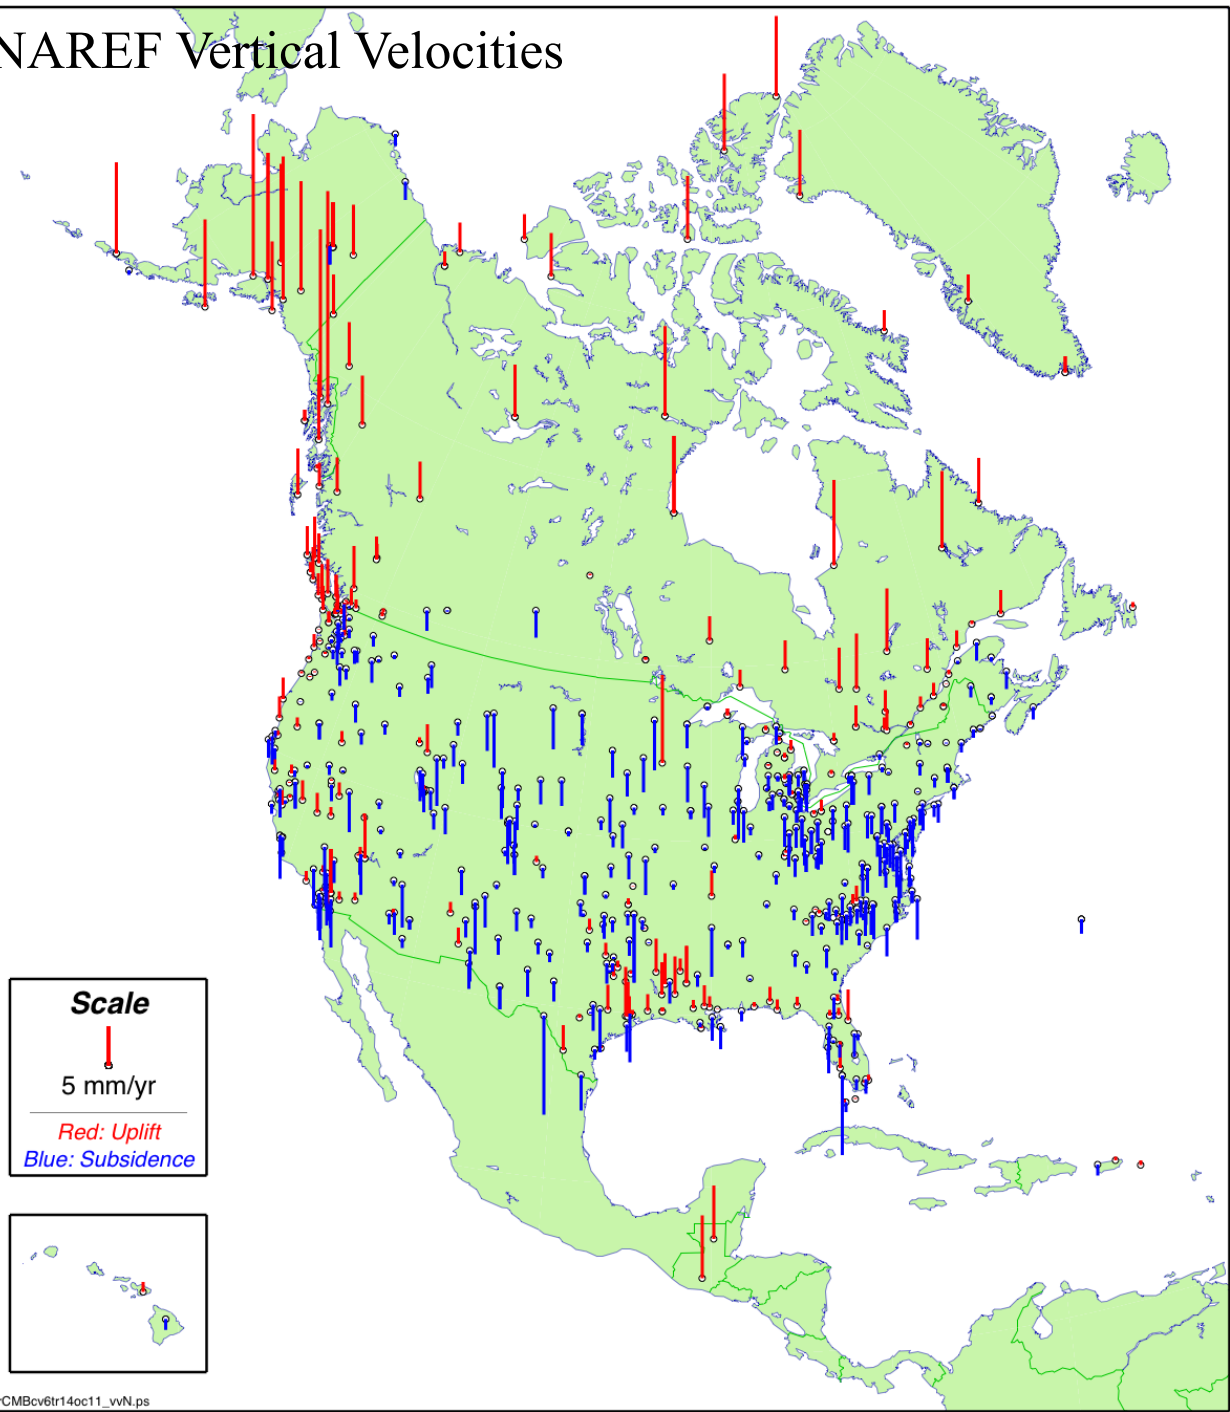 NAREF Vertical Velocities
Scale
5 mm/yr
Red: Uplift
Blue: Subsidence
CMBcv6tr14oc11_vvN.ps